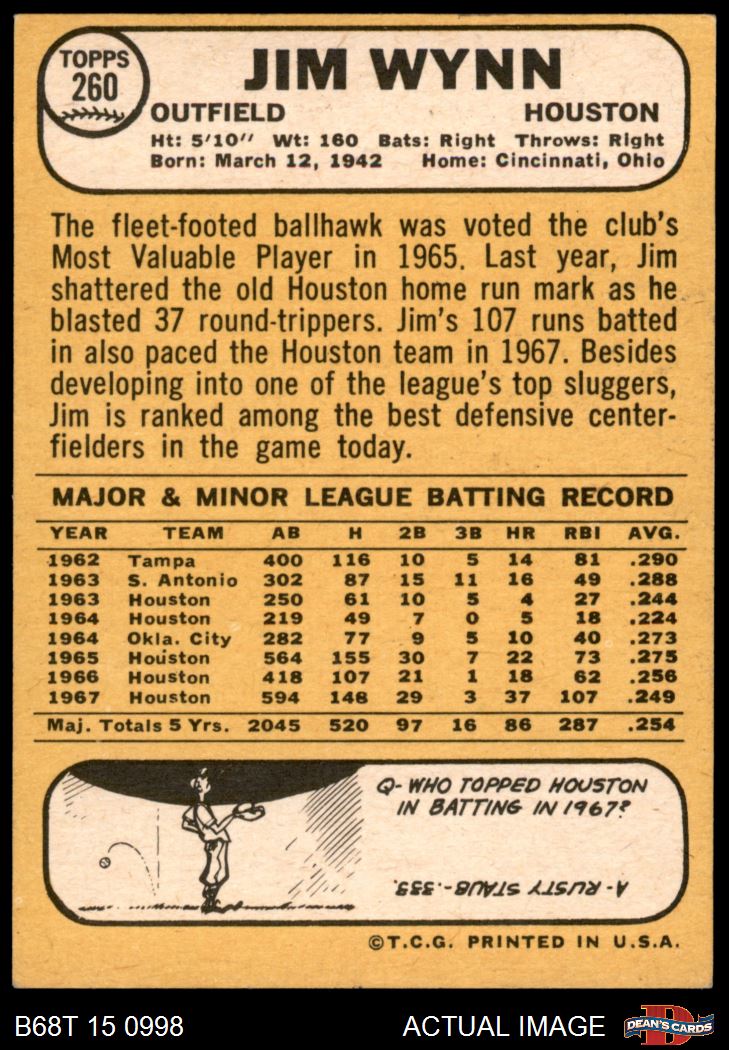 TOPPS
260
JIM WYNN
OUTFIELD HOUSTON
Ht: 5'10" Wt: 160 Bats: Right Throws: Right
Born: March 12, 1942 Home: Cincinnati, Ohio
The fleet-footed ballhawk was voted the club's
Most Valuable Player in 1965. Last year, Jim
shattered the old Houston home run mark as he
blasted 37 round-trippers. Jim's 107 runs batted
in also paced the Houston team in 1967. Besides
developing into one of the league's top sluggers,
Jim is ranked among the best defensive center-
fielders in the game today.
MAJOR & MINOR LEAGUE BATTING RECORD
YEAR TEAM AB H 2B 3B HR RBI AVG.
1962 Tampa 400 116 10 5 14 81 .290
1963 S. Antonio 302 87 15 11 16 49 .288
1963 Houston 250 61 10 5 4 27 .244
1964 Houston 219 49 7 0 5 18 .224
1964 Okla. City 282 77 9 5 10 40 .273
1965 Houston 564 155 30 7 22 73 .275
1966 Houston 418 107 21 1 18 62 .256
1967 Houston 594 148 29 3 37 107 .249
Maj. Totals 5 Yrs. 2045 520 97 16 86 287 .254
Q- WHO TOPPED HOUSTON
IN BATTING IN 1967?
A- RUSTY STAUB-.333.
©T.C.G. PRINTED IN U.S.A.
B68T 15 0998 ACTUAL IMAGE DEAN'S CARDS